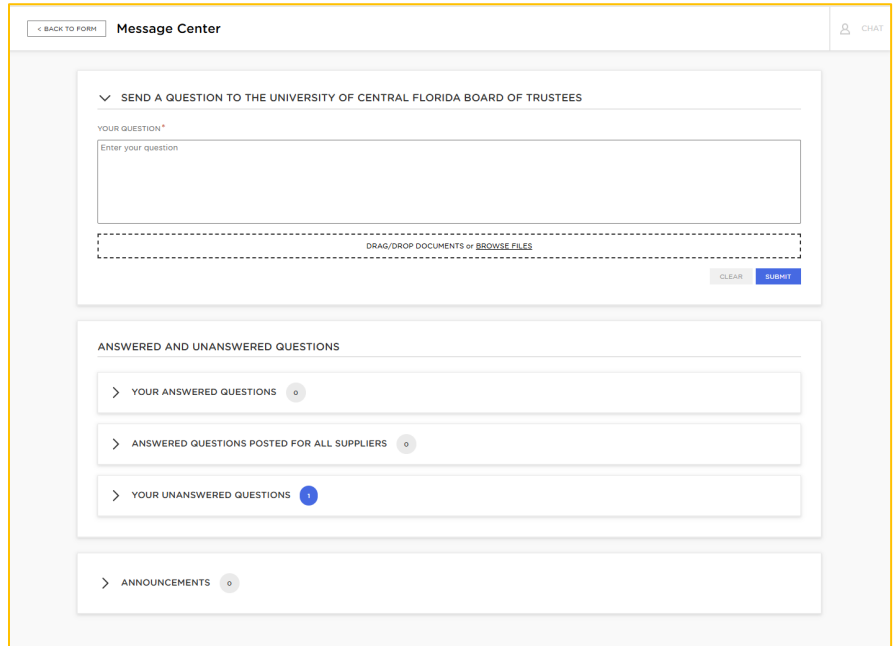 < BACK TO FORM Message Center CHAT
SEND A QUESTION TO THE UNIVERSITY OF CENTRAL FLORIDA BOARD OF TRUSTEES
YOUR QUESTION*
Enter your question
DRAG/DROP DOCUMENTS or BROWSE FILES
CLEAR SUBMIT
ANSWERED AND UNANSWERED QUESTIONS
YOUR ANSWERED QUESTIONS 0
ANSWERED QUESTIONS POSTED FOR ALL SUPPLIERS 0
YOUR UNANSWERED QUESTIONS 1
ANNOUNCEMENTS 0